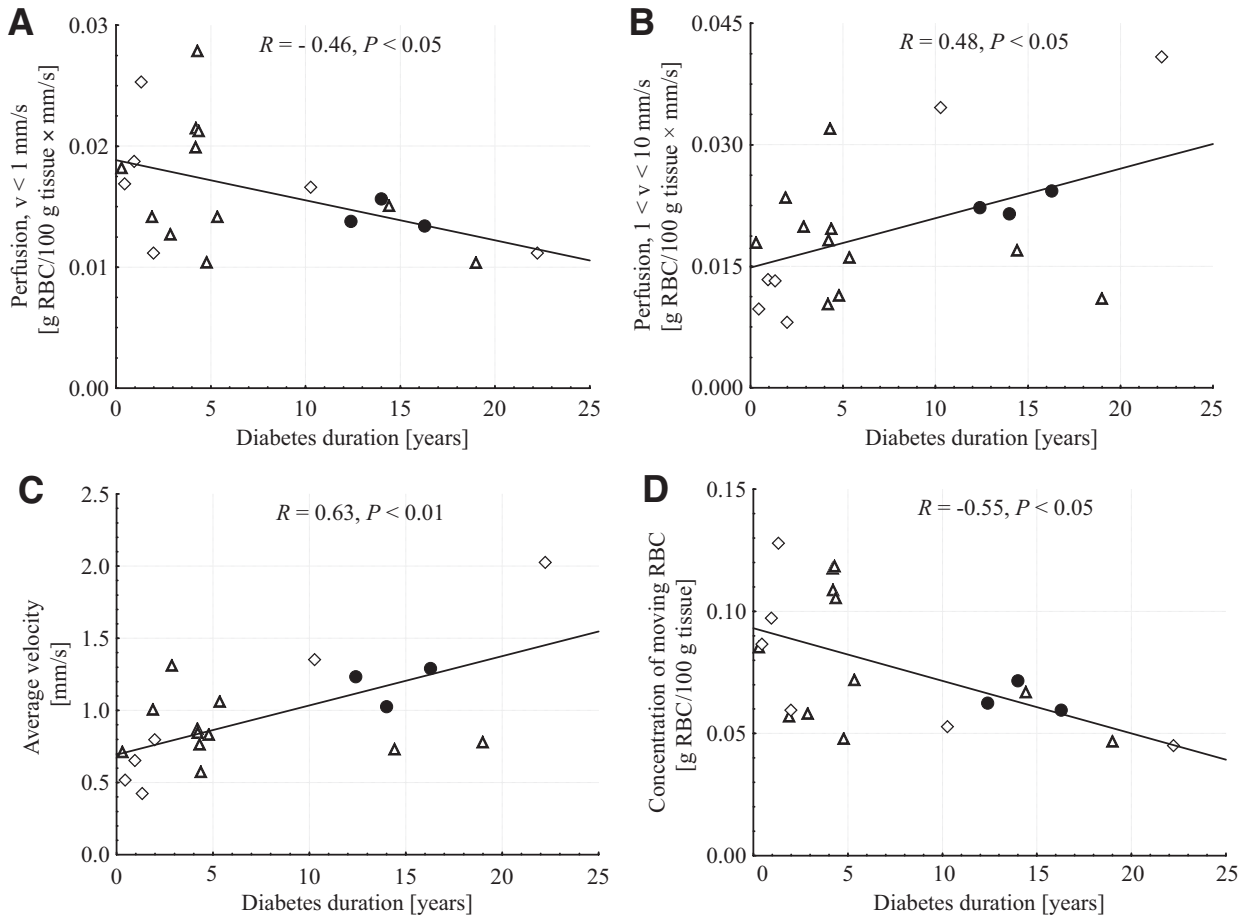 A
R = - 0.46, P < 0.05
Perfusion, v < 1 mm/s
[g RBC/100 g tissue × mm/s]
0.03
0.02
0.01
0.00
0 5 10 15 20 25
Diabetes duration [years]
B
R = 0.48, P < 0.05
Perfusion, 1 < v < 10 mm/s
[g RBC/100 g tissue × mm/s]
0.045
0.030
0.015
0.000
0 5 10 15 20 25
Diabetes duration [years]
C
R = 0.63, P < 0.01
Average velocity
[mm/s]
2.5
2.0
1.5
1.0
0.5
0.0
0 5 10 15 20 25
Diabetes duration [years]
D
R = -0.55, P < 0.05
Concentration of moving RBC
[g RBC/100 g tissue]
0.15
0.10
0.05
0.00
0 5 10 15 20 25
Diabetes duration [years]